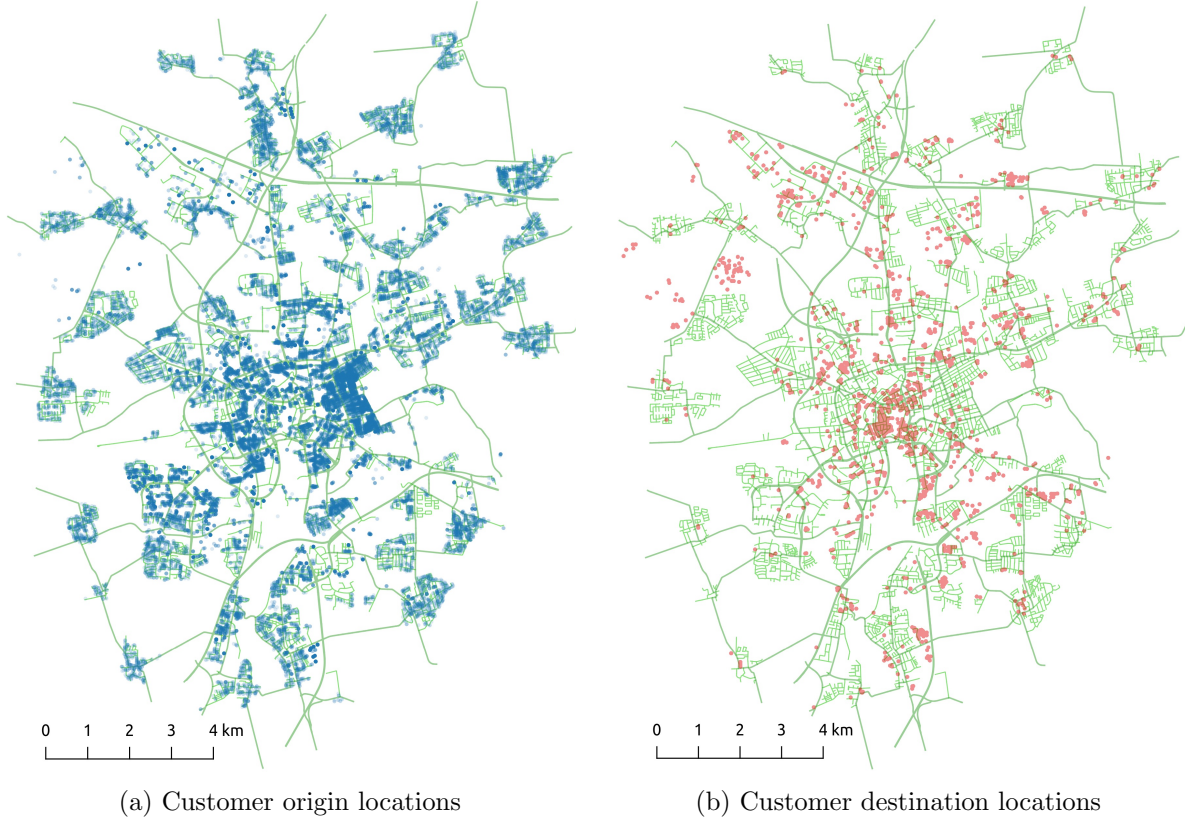 0 1 2 3 4 km
0 1 2 3 4 km
(a) Customer origin locations
(b) Customer destination locations